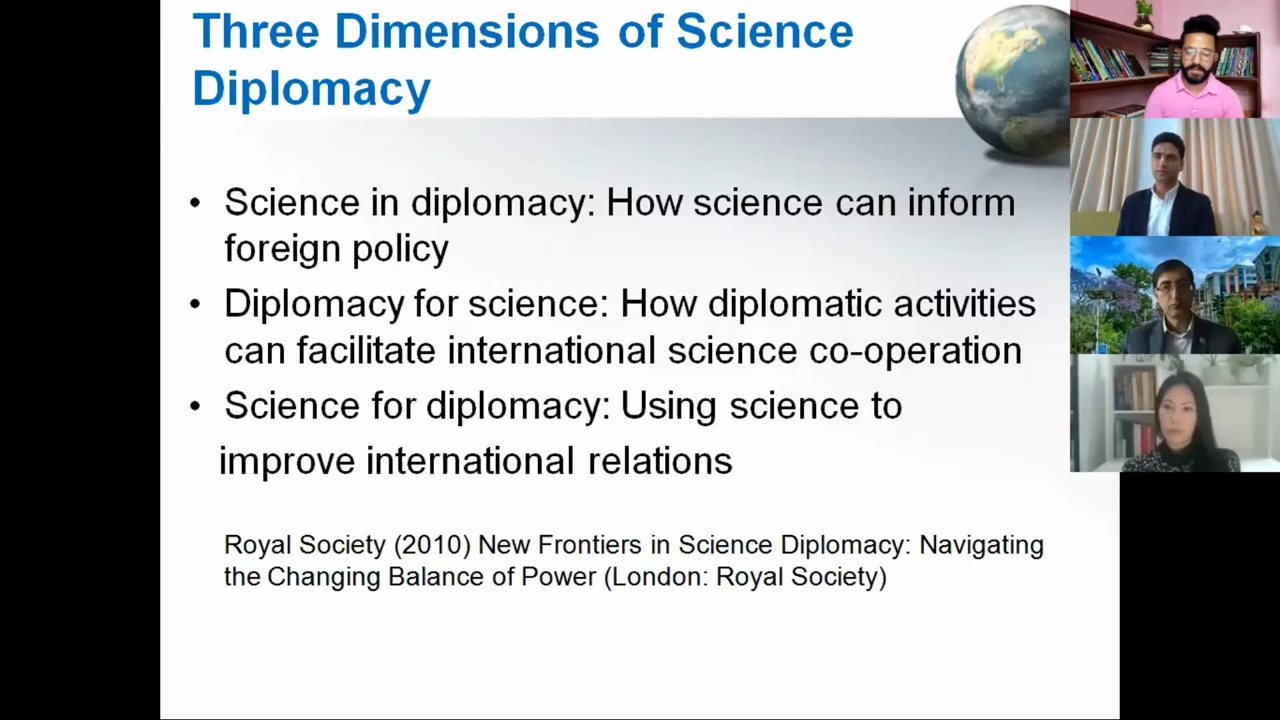 Three Dimensions of Science
Diplomacy
• Science in diplomacy: How science can inform
foreign policy
• Diplomacy for science: How diplomatic activities
can facilitate international science co-operation
• Science for diplomacy: Using science to
improve international relations
Royal Society (2010) New Frontiers in Science Diplomacy: Navigating
the Changing Balance of Power (London: Royal Society)